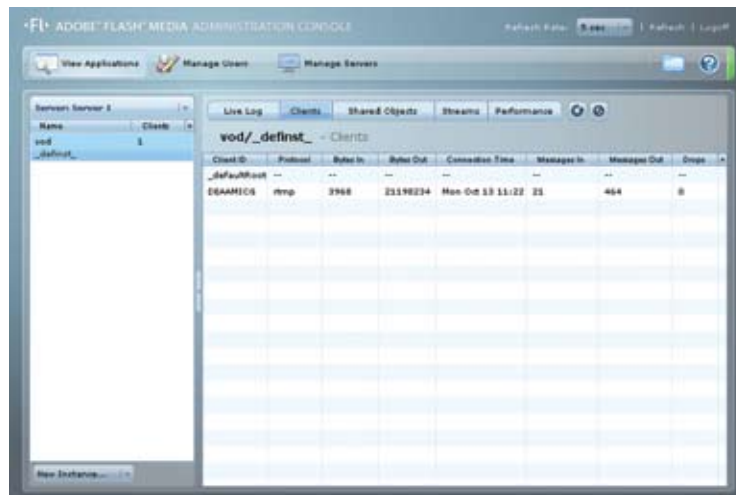 Fl ADOBE® FLASH® MEDIA ADMINISTRATION CONSOLE
Refresh Rate: 5 sec | Refresh | Logoff
View Applications Manage Users Manage Servers
Server: Server 1
Name Clients
vod 1
_definst_
New Instance...
Live Log Clients Shared Objects Streams Performance
vod/_definst_ - Clients
Client ID Protocol Bytes In Bytes Out Connection Time Messages In Messages Out Drops
_defaultRoot -- -- -- -- -- -- --
rtmp 3968 21198234 Mon Oct 13 11:22 21 464 0